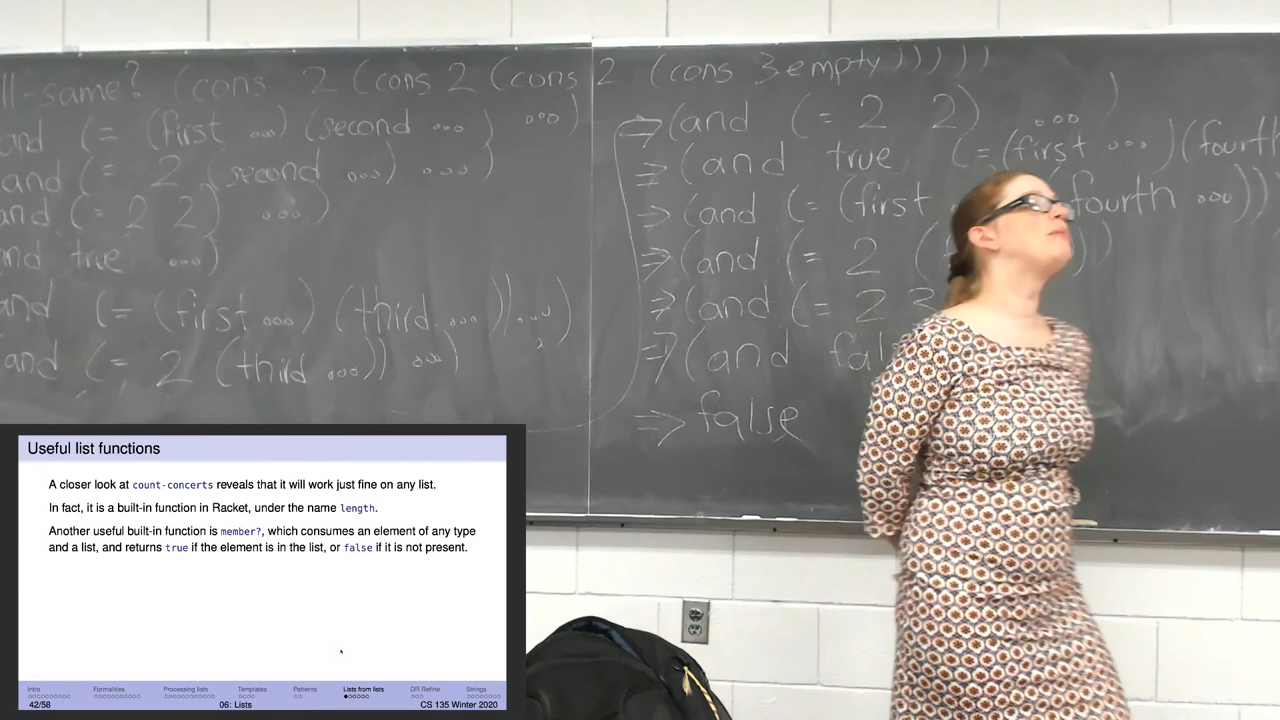 ll-same? (cons 2 (cons 2 (cons 2 (cons 3 empty)))))
and (= (first ...) (second ...) ...)
and (= 2 (second ...) ...)
and (= 2 2) ...)
and true ...)
and (= (first ...) (third ...)) ...)
and (= 2 (third ...)) ...)
⇒ (and (= 2 2) ... )
⇒ (and true (= (first ...) (fourth
⇒ (and (= (first fourth ...))
⇒ (and (= 2 (
⇒ (and (= 2
⇒ (and fal
⇒ false
Useful list functions
A closer look at count-concerts reveals that it will work just fine on any list.
In fact, it is a built-in function in Racket, under the name length.
Another useful built-in function is member?, which consumes an element of any type
and a list, and returns true if the element is in the list, or false if it is not present.
Intro Formalities Processing lists Templates Patterns Lists from lists DR Refine Strings
42/58 06: Lists CS 135 Winter 2020